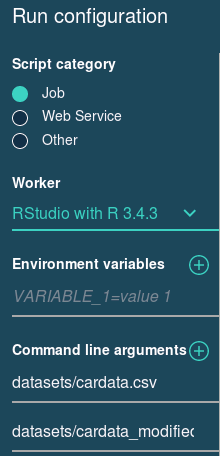 Run configuration
Script category
Job
Web Service
Other
Worker
RStudio with R 3.4.3
Environment variables
VARIABLE_1=value 1
Command line arguments
datasets/cardata.csv
datasets/cardata_modified